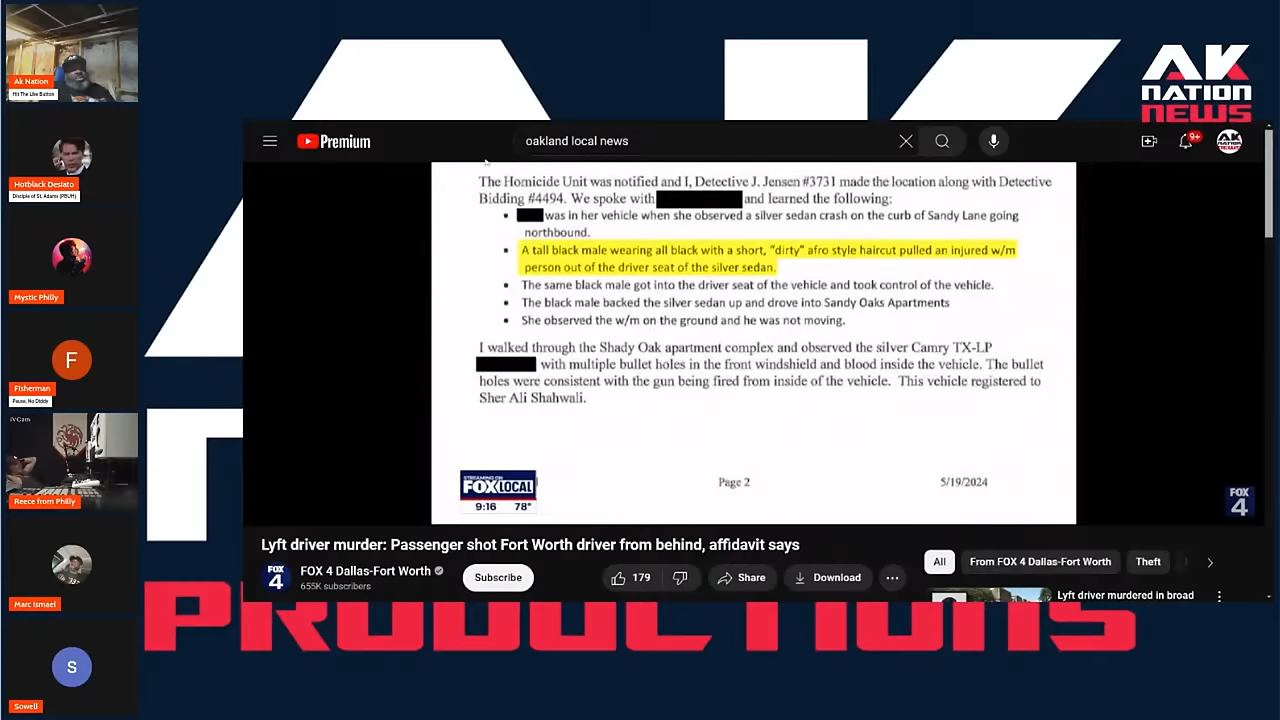 Ak Nation
Hit The Like Button
Hotblack Desiato
Disciple of St. Adams (PBUH)
Mystic Philly
F
Fisherman
Pause, No Diddy
iVCam
Reece from Philly
Marc Ismael
S
Sowell
AK
NATION
NEWS
Premium
oakland local news
9+
The Homicide Unit was notified and I, Detective J. Jensen #3731 made the location along with Detective
Bidding #4494. We spoke with and learned the following:
• was in her vehicle when she observed a silver sedan crash on the curb of Sandy Lane going
northbound.
• A tall black male wearing all black with a short, "dirty" afro style haircut pulled an injured w/m
person out of the driver seat of the silver sedan.
• The same black male got into the driver seat of the vehicle and took control of the vehicle.
• The black male backed the silver sedan up and drove into Sandy Oaks Apartments
• She observed the w/m on the ground and he was not moving.
I walked through the Shady Oak apartment complex and observed the silver Camry TX-LP
with multiple bullet holes in the front windshield and blood inside the vehicle. The bullet
holes were consistent with the gun being fired from inside of the vehicle. This vehicle registered to
Sher Ali Shahwali.
STREAMING ON
FOX LOCAL
9:16 78°
Page 2
5/19/2024
FOX
4
Lyft driver murder: Passenger shot Fort Worth driver from behind, affidavit says
FOX
4
FOX 4 Dallas-Fort Worth
655K subscribers
Subscribe
179
Share
Download
All
From FOX 4 Dallas-Fort Worth
Theft
Lyft driver murdered in broad
PRODUCTIONS